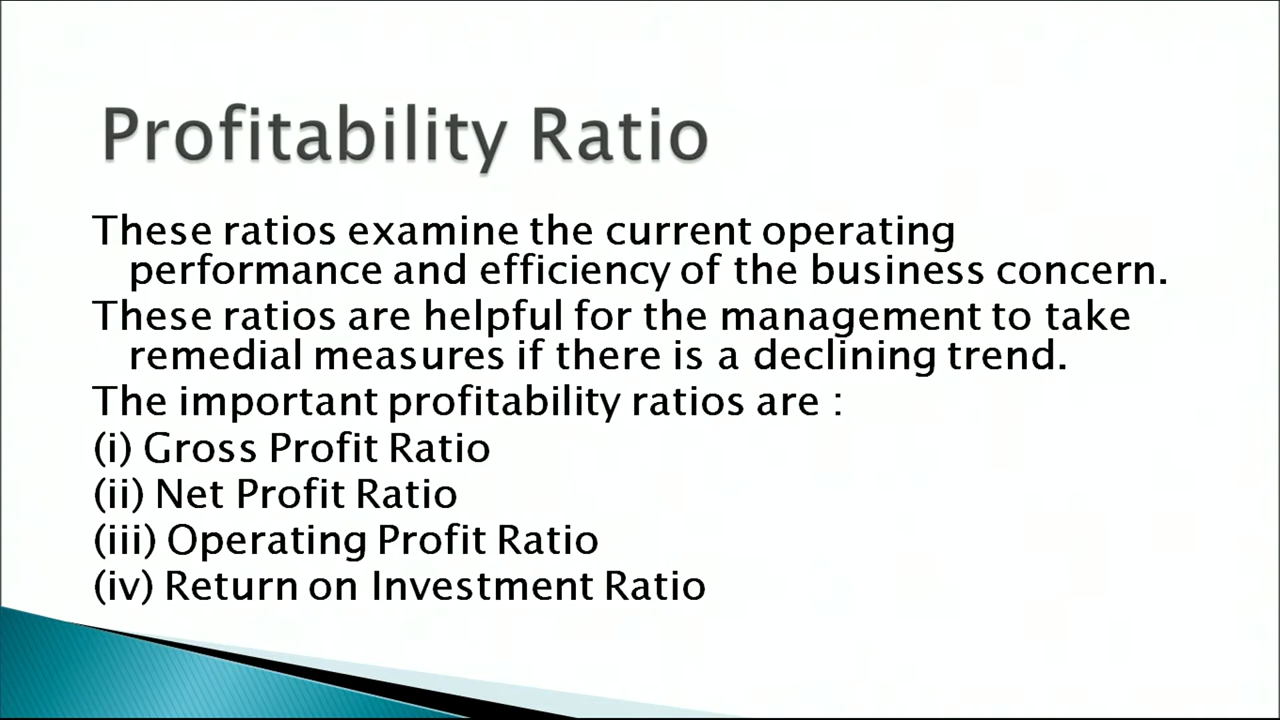 Profitability Ratio
These ratios examine the current operating
performance and efficiency of the business concern.
These ratios are helpful for the management to take
remedial measures if there is a declining trend.
The important profitability ratios are :
(i) Gross Profit Ratio
(ii) Net Profit Ratio
(iii) Operating Profit Ratio
(iv) Return on Investment Ratio